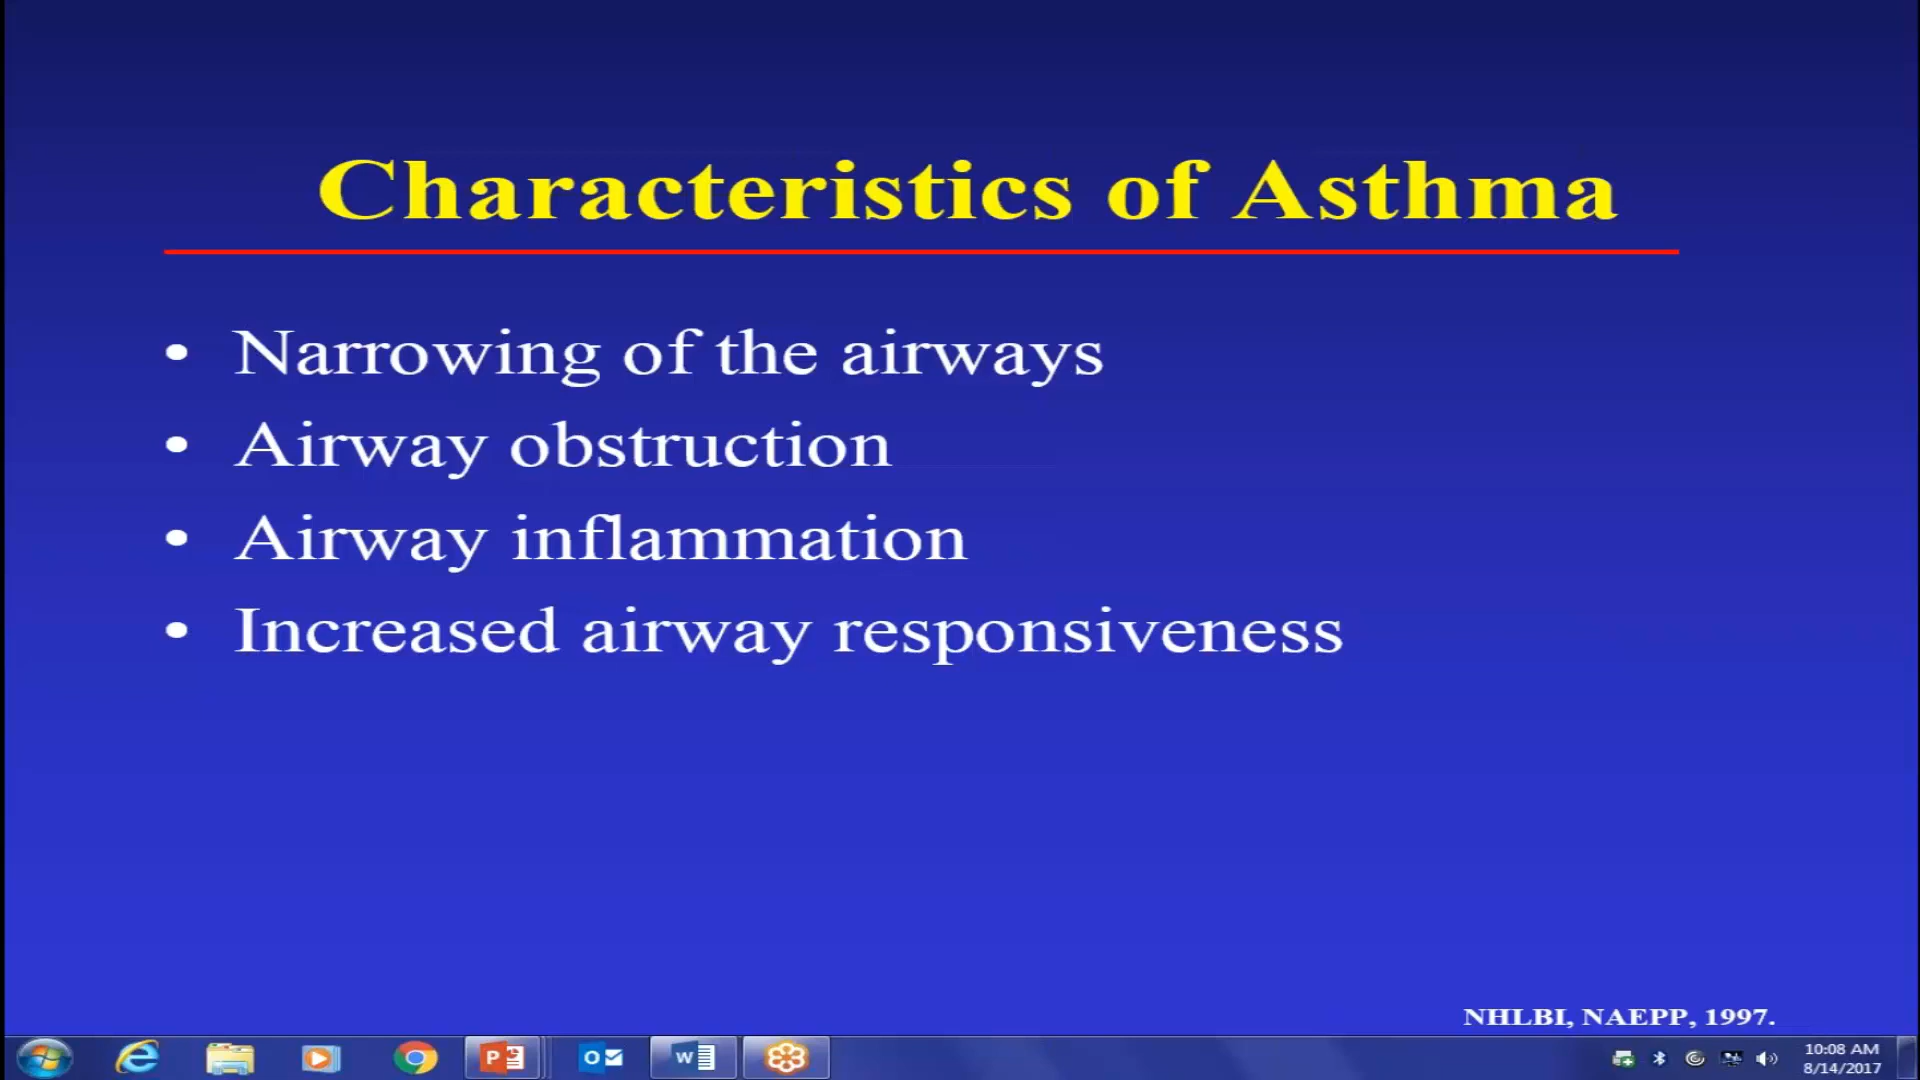 Characteristics of Asthma
• Narrowing of the airways
• Airway obstruction
• Airway inflammation
• Increased airway responsiveness
NHLBI, NAEPP, 1997.
10:08 AM
8/14/2017